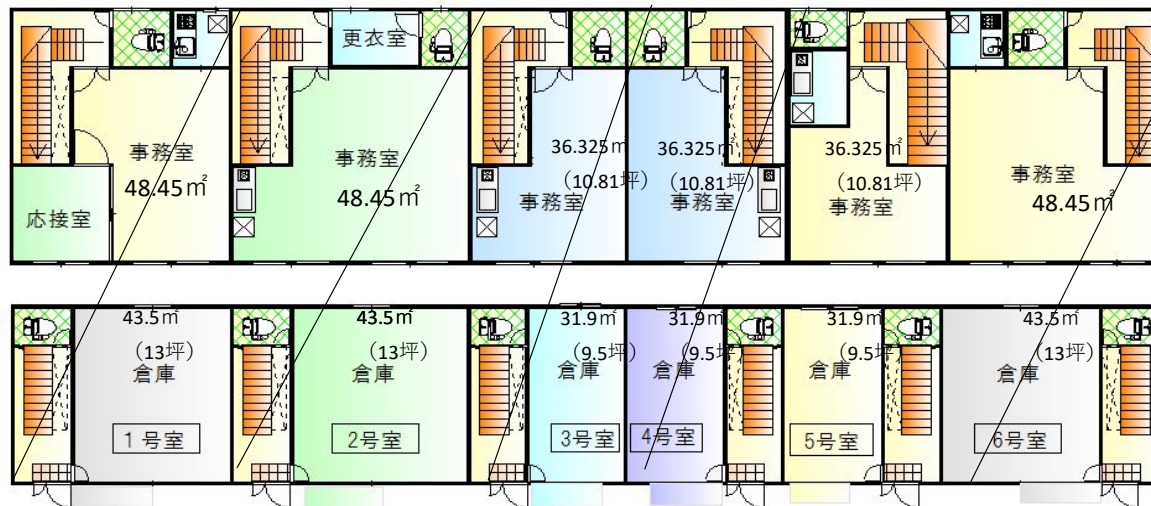 更衣室
事務室
48.45㎡
応接室
事務室
48.45㎡
36.325㎡
（10.81坪）
事務室
36.325㎡
（10.81坪）
事務室
36.325㎡
（10.81坪）
事務室
事務室
48.45㎡
43.5㎡
（13坪）
倉庫
1号室
43.5㎡
（13坪）
倉庫
2号室
31.9㎡
（9.5坪）
倉庫
3号室
31.9㎡
（9.5坪）
倉庫
4号室
31.9㎡
（9.5坪）
倉庫
5号室
43.5㎡
（13坪）
倉庫
6号室